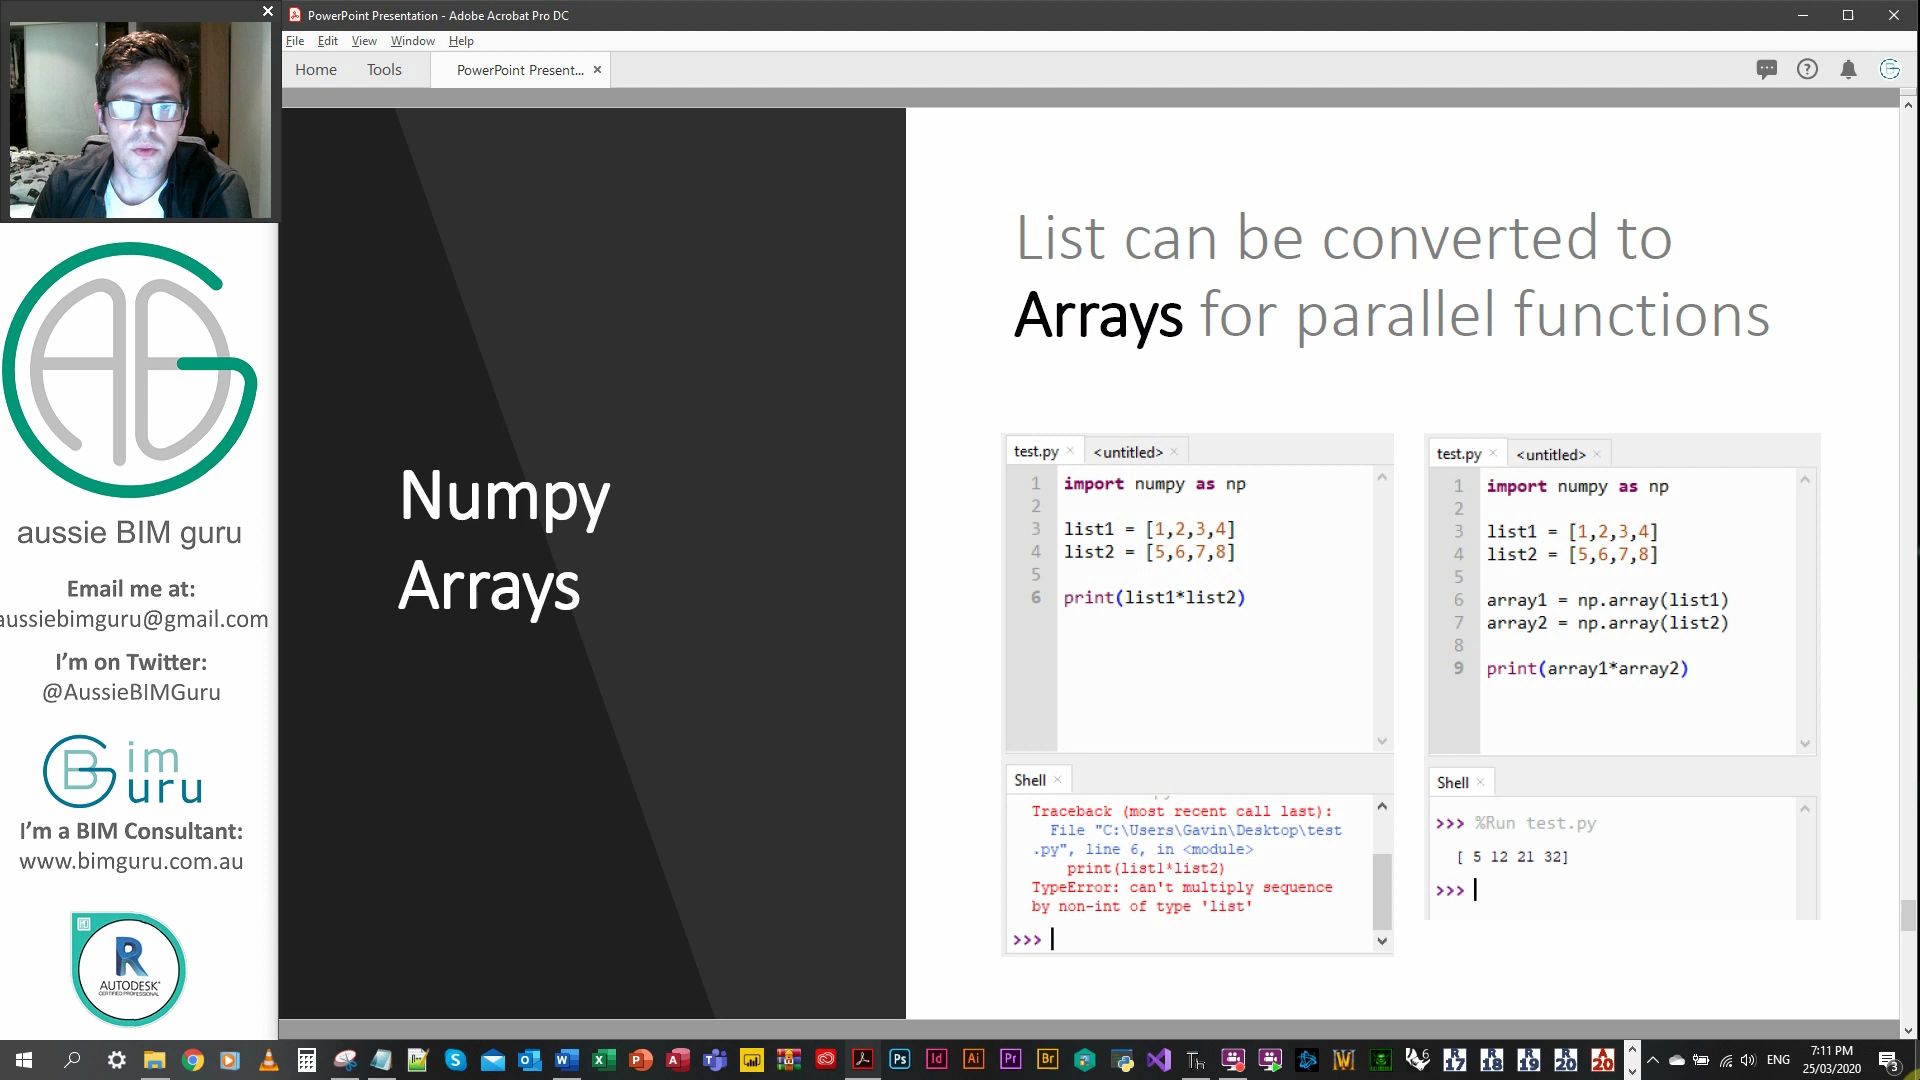 PowerPoint Presentation - Adobe Acrobat Pro DC
File Edit View Window Help
Home Tools PowerPoint Present...
aussie BIM guru
Email me at:
aussiebimguru@gmail.com
I'm on Twitter:
@AussieBIMGuru
Bim
Guru
I'm a BIM Consultant:
www.bimguru.com.au
R
AUTODESK
CERTIFIED PROFESSIONAL
Numpy
Arrays
List can be converted to
Arrays for parallel functions
test.py <untitled>
1 import numpy as np
2
3 list1 = [1,2,3,4]
4 list2 = [5,6,7,8]
5
6 print(list1*list2)
Shell
Traceback (most recent call last):
File "C:\Users\Gavin\Desktop\test
.py", line 6, in <module>
print(list1*list2)
TypeError: can't multiply sequence
by non-int of type 'list'
>>>
test.py <untitled>
1 import numpy as np
2
3 list1 = [1,2,3,4]
4 list2 = [5,6,7,8]
5
6 array1 = np.array(list1)
7 array2 = np.array(list2)
8
9 print(array1*array2)
Shell
>>> %Run test.py
[ 5 12 21 32]
>>>
ENG
7:11 PM
25/03/2020
3